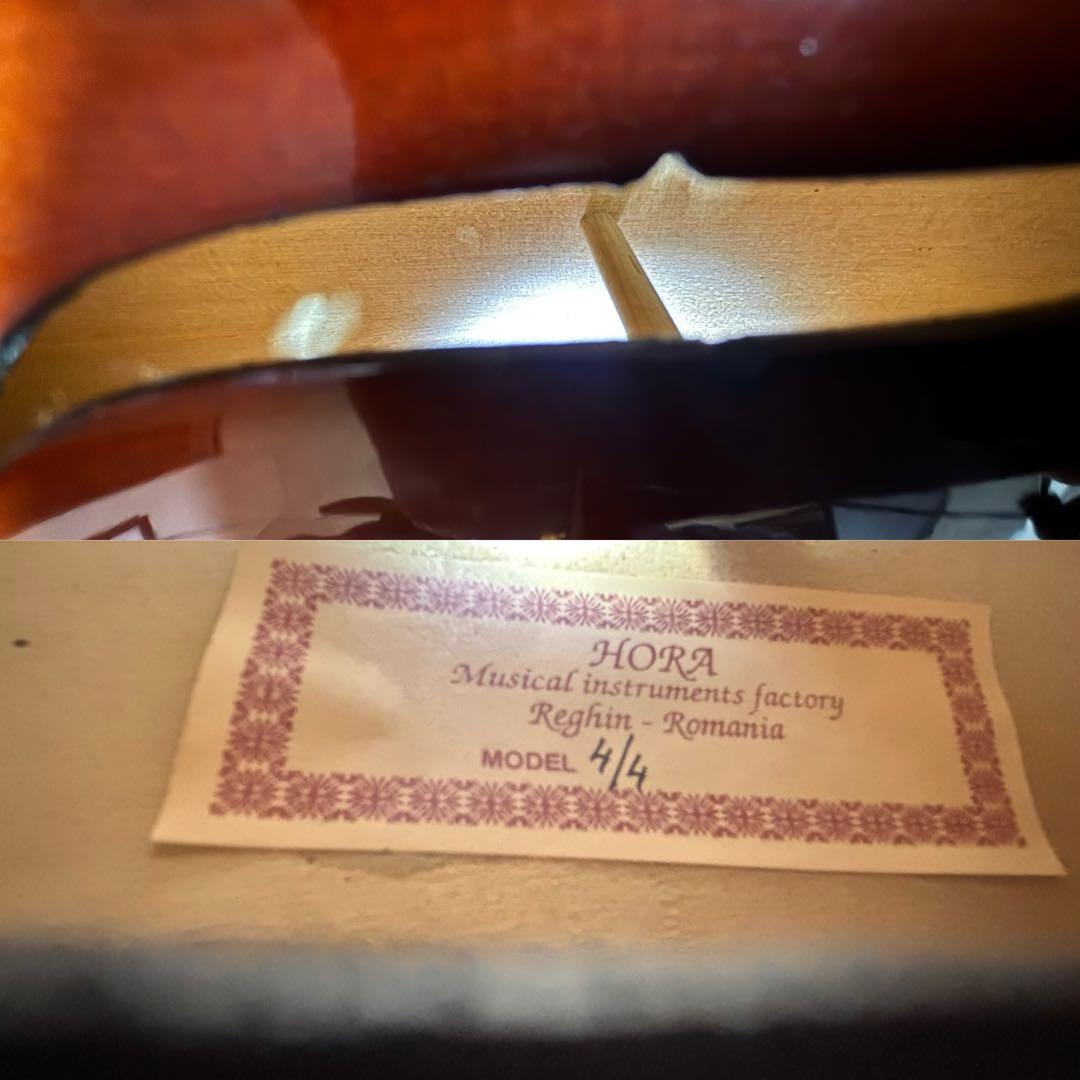 HORA
Musical instruments factory
Reghin - Romania
MODEL 4/4